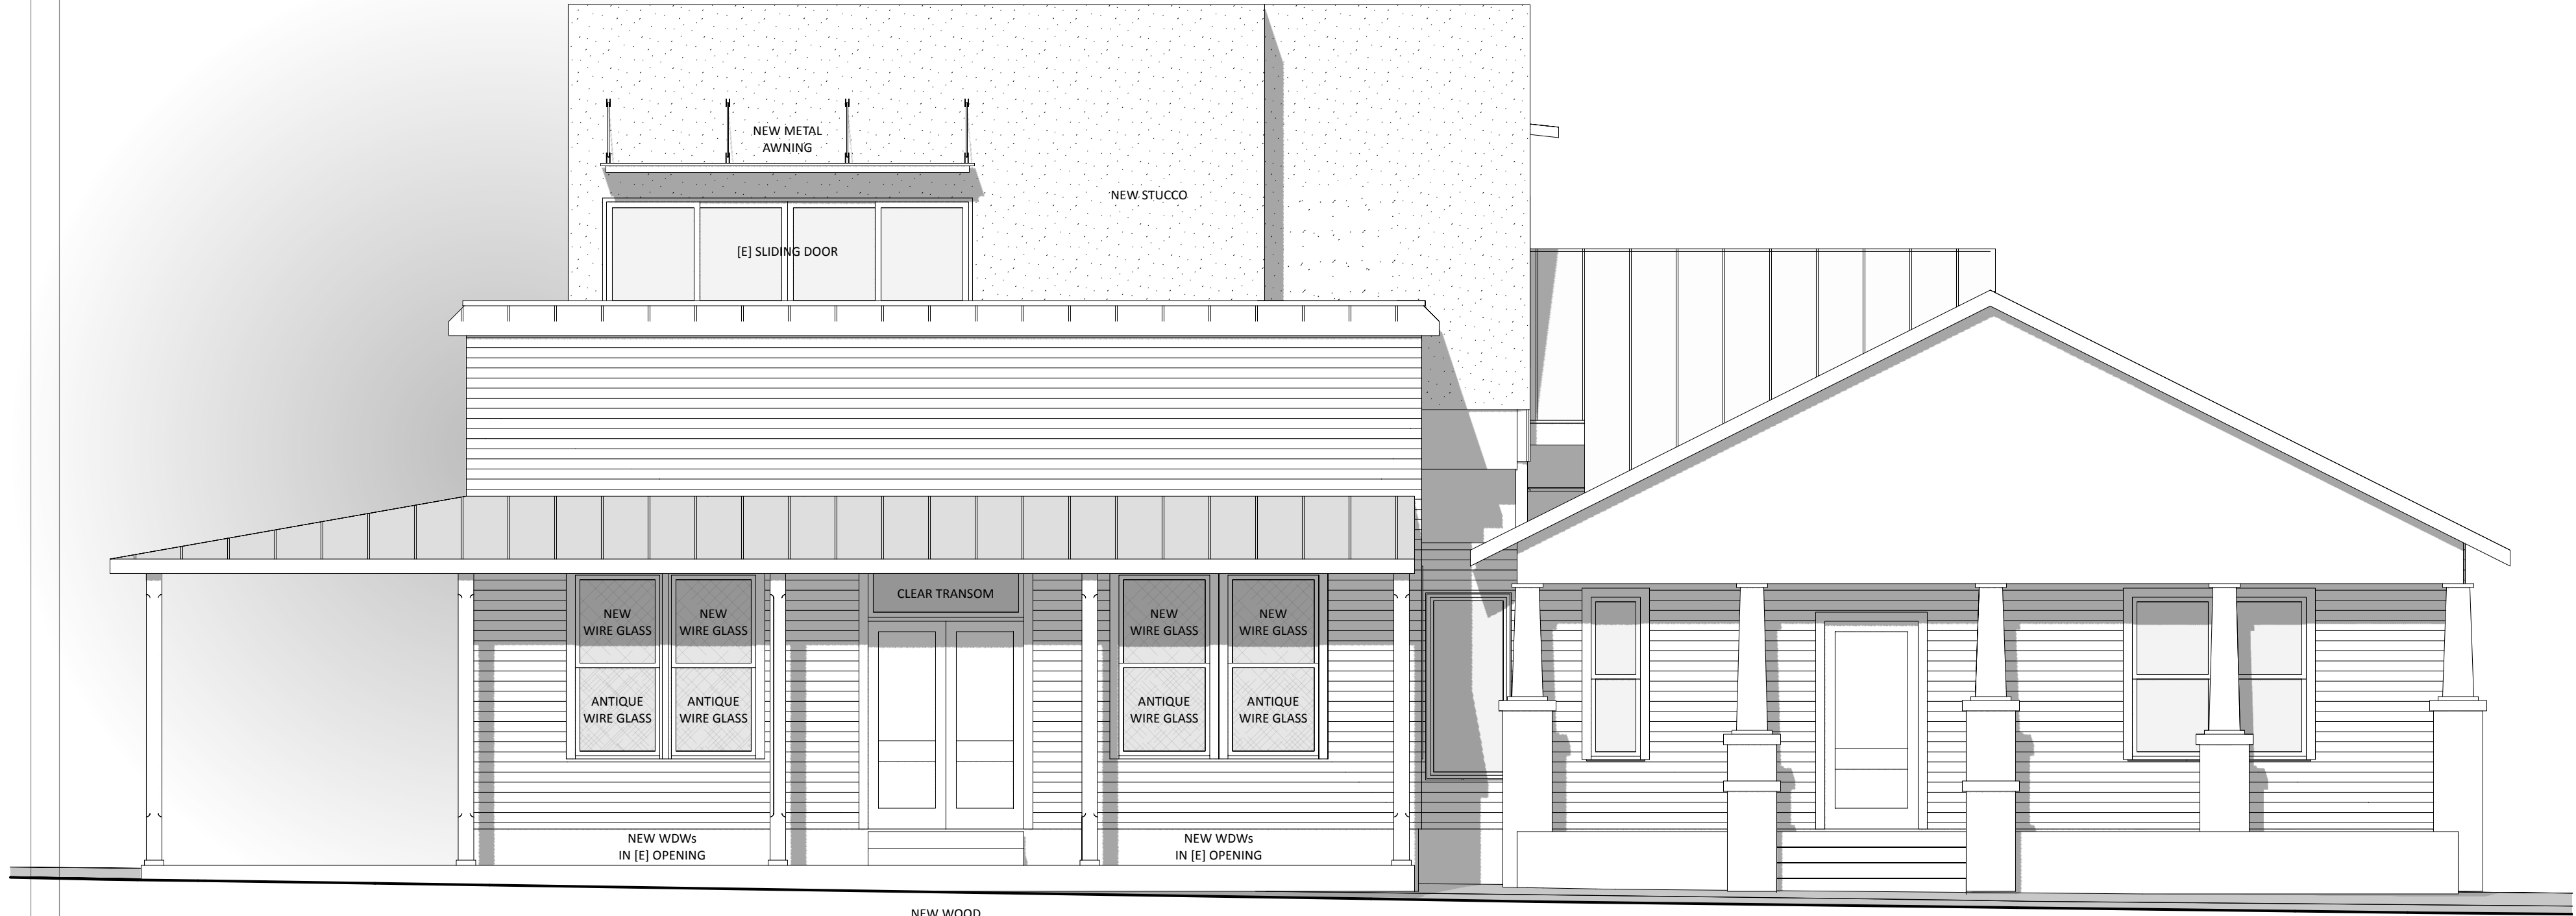 NEW METAL
AWNING
NEW STUCCO
[E] SLIDING DOOR
CLEAR TRANSOM
NEW
WIRE GLASS
NEW
WIRE GLASS
NEW
WIRE GLASS
NEW
WIRE GLASS
ANTIQUE
WIRE GLASS
ANTIQUE
WIRE GLASS
ANTIQUE
WIRE GLASS
ANTIQUE
WIRE GLASS
NEW WDWs
IN [E] OPENING
NEW WDWs
IN [E] OPENING
NEW WOOD